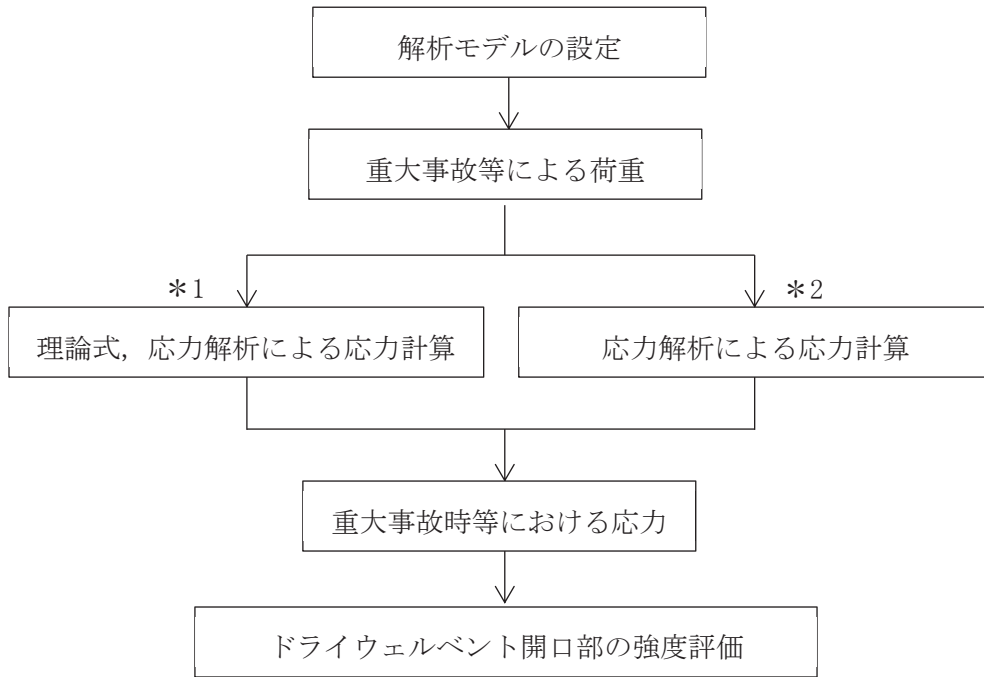 解析モデルの設定
重大事故等による荷重
＊1
＊2
理論式，応力解析による応力計算
応力解析による応力計算
重大事故時等における応力
ドライウェルベント開口部の強度評価